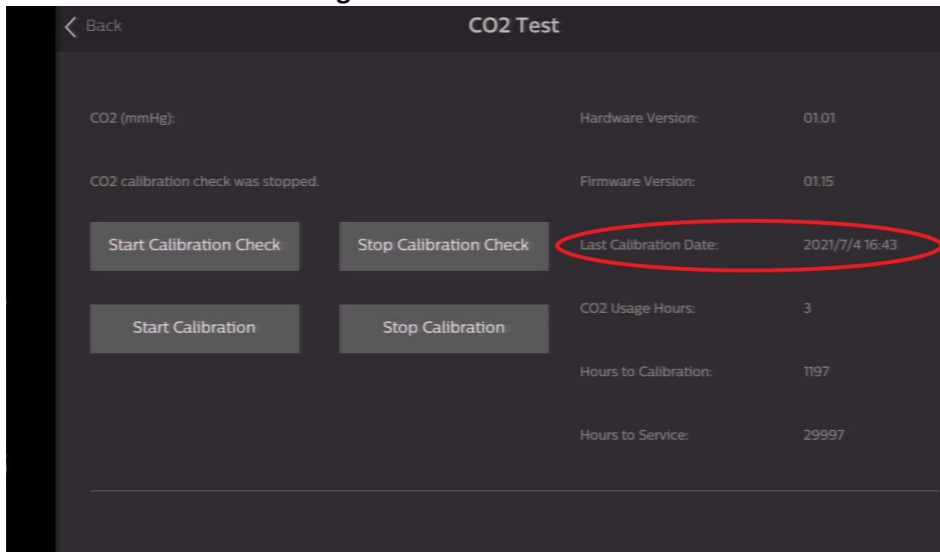 Back
CO2 Test
CO2 (mmHg):
Hardware Version: 01.01
CO2 calibration check was stopped.
Firmware Version: 01.15
Start Calibration Check
Stop Calibration Check
Last Calibration Date: 2021/7/4 16:43
Start Calibration
Stop Calibration
CO2 Usage Hours: 3
Hours to Calibration: 1197
Hours to Service: 29997